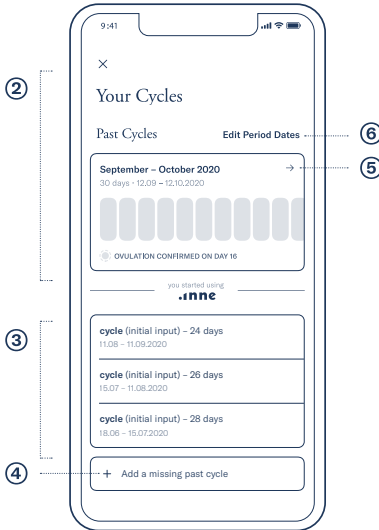 9:41
②
Your Cycles
Past Cycles
Edit Period Dates
⑥
September – October 2020
→
⑤
30 days · 12.09 – 12.10.2020
OVULATION CONFIRMED ON DAY 16
you started using
.inne
③
cycle (initial input) – 24 days
11.08 – 11.09.2020
cycle (initial input) – 26 days
15.07 – 11.08.2020
cycle (initial input) – 28 days
18.06 – 15.07.2020
④
+ Add a missing past cycle